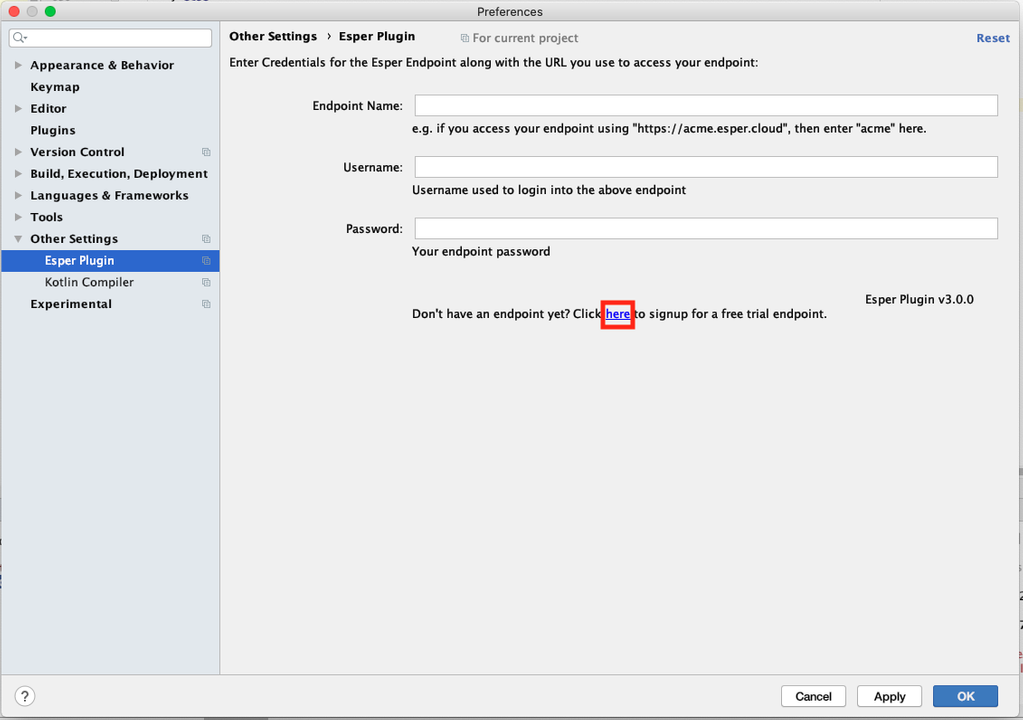 Preferences
Appearance & Behavior
Keymap
Editor
Plugins
Version Control
Build, Execution, Deployment
Languages & Frameworks
Tools
Other Settings
Esper Plugin
Kotlin Compiler
Experimental
Other Settings › Esper Plugin
For current project
Reset
Enter Credentials for the Esper Endpoint along with the URL you use to access your endpoint:
Endpoint Name:
e.g. if you access your endpoint using "https://acme.esper.cloud", then enter "acme" here.
Username:
Username used to login into the above endpoint
Password:
Your endpoint password
Esper Plugin v3.0.0
Don't have an endpoint yet? Click here to signup for a free trial endpoint.
?
Cancel
Apply
OK